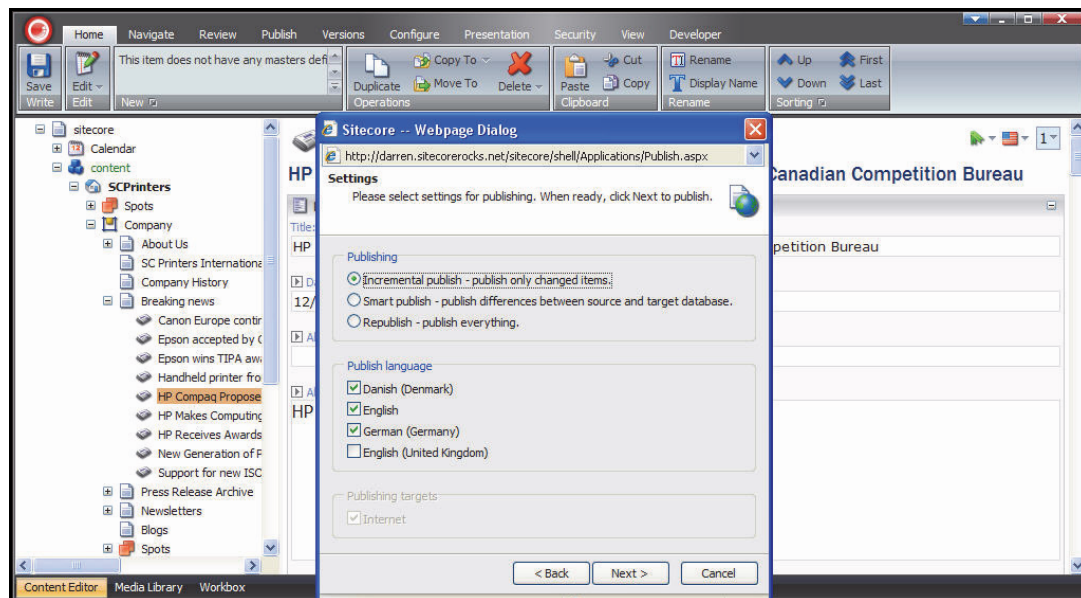 Home Navigate Review Publish Versions Configure Presentation Security View Developer
Save
Write
Edit
Edit
This item does not have any masters defi
New
Duplicate
Copy To
Move To
Delete
Operations
Paste
Cut
Copy
Clipboard
Rename
Display Name
Rename
Up
Down
First
Last
Sorting
sitecore
Calendar
content
SCPrinters
Spots
Company
About Us
SC Printers Internationa
Company History
Breaking news
Canon Europe contir
Epson accepted by
Epson wins TIPA aw
Handheld printer fro
HP Compaq Propose
HP Makes Computing
HP Receives Awards
New Generation of P
Support for new ISC
Press Release Archive
Newsletters
Blogs
Spots
HP
Canadian Competition Bureau
1
Title:
HP
petition Bureau
12/
HP
Sitecore -- Webpage Dialog
http://darren.sitecorerocks.net/sitecore/shell/Applications/Publish.aspx
Settings
Please select settings for publishing. When ready, click Next to publish.
Publishing
Incremental publish - publish only changed items.
Smart publish - publish differences between source and target database.
Republish - publish everything.
Publish language
Danish (Denmark)
English
German (Germany)
English (United Kingdom)
Publishing targets
Internet
< Back Next > Cancel
Content Editor Media Library Workbox